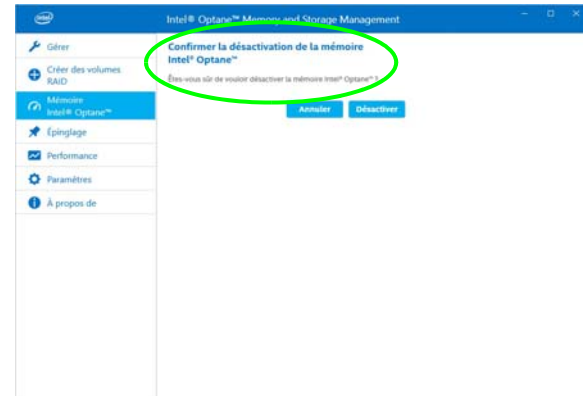 intel
Intel® Optane™ Memory and Storage Management
Gérer
Créer des volumes
RAID
Mémoire
Intel® Optane™
Épinglage
Performance
Paramètres
À propos de
Confirmer la désactivation de la mémoire
Intel® Optane™
Êtes-vous sûr de vouloir désactiver la mémoire Intel® Optane™ ?
Annuler
Désactiver